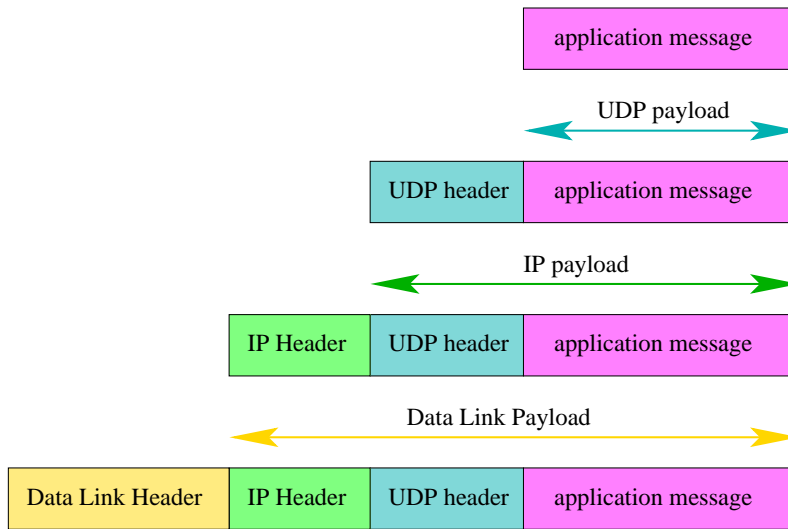 application message
UDP payload
UDP header application message
IP payload
IP Header UDP header application message
Data Link Payload
Data Link Header IP Header UDP header application message